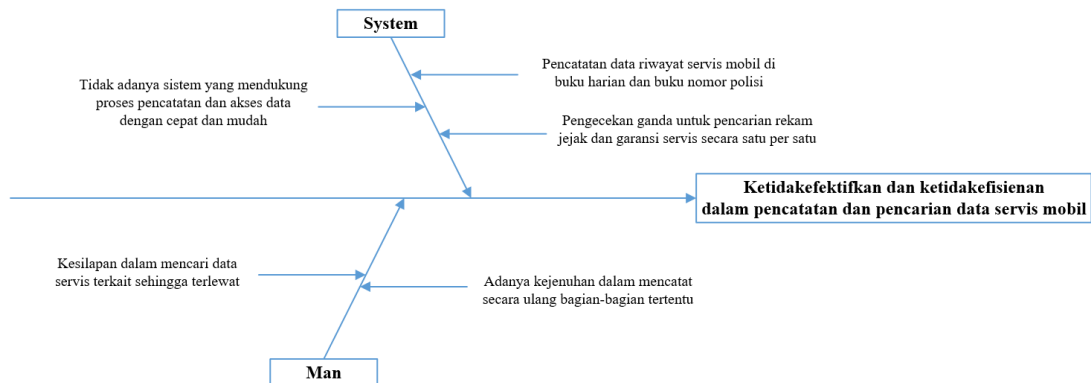 System
Pencatatan data riwayat servis mobil di
buku harian dan buku nomor polisi
Tidak adanya sistem yang mendukung
proses pencatatan dan akses data
dengan cepat dan mudah
Pengecekan ganda untuk pencarian rekam
jejak dan garansi servis secara satu per satu
Ketidakefektifkan dan ketidakefisienan
dalam pencatatan dan pencarian data servis mobil
Kesilapan dalam mencari data
servis terkait sehingga terlewat
Adanya kejenuhan dalam mencatat
secara ulang bagian-bagian tertentu
Man